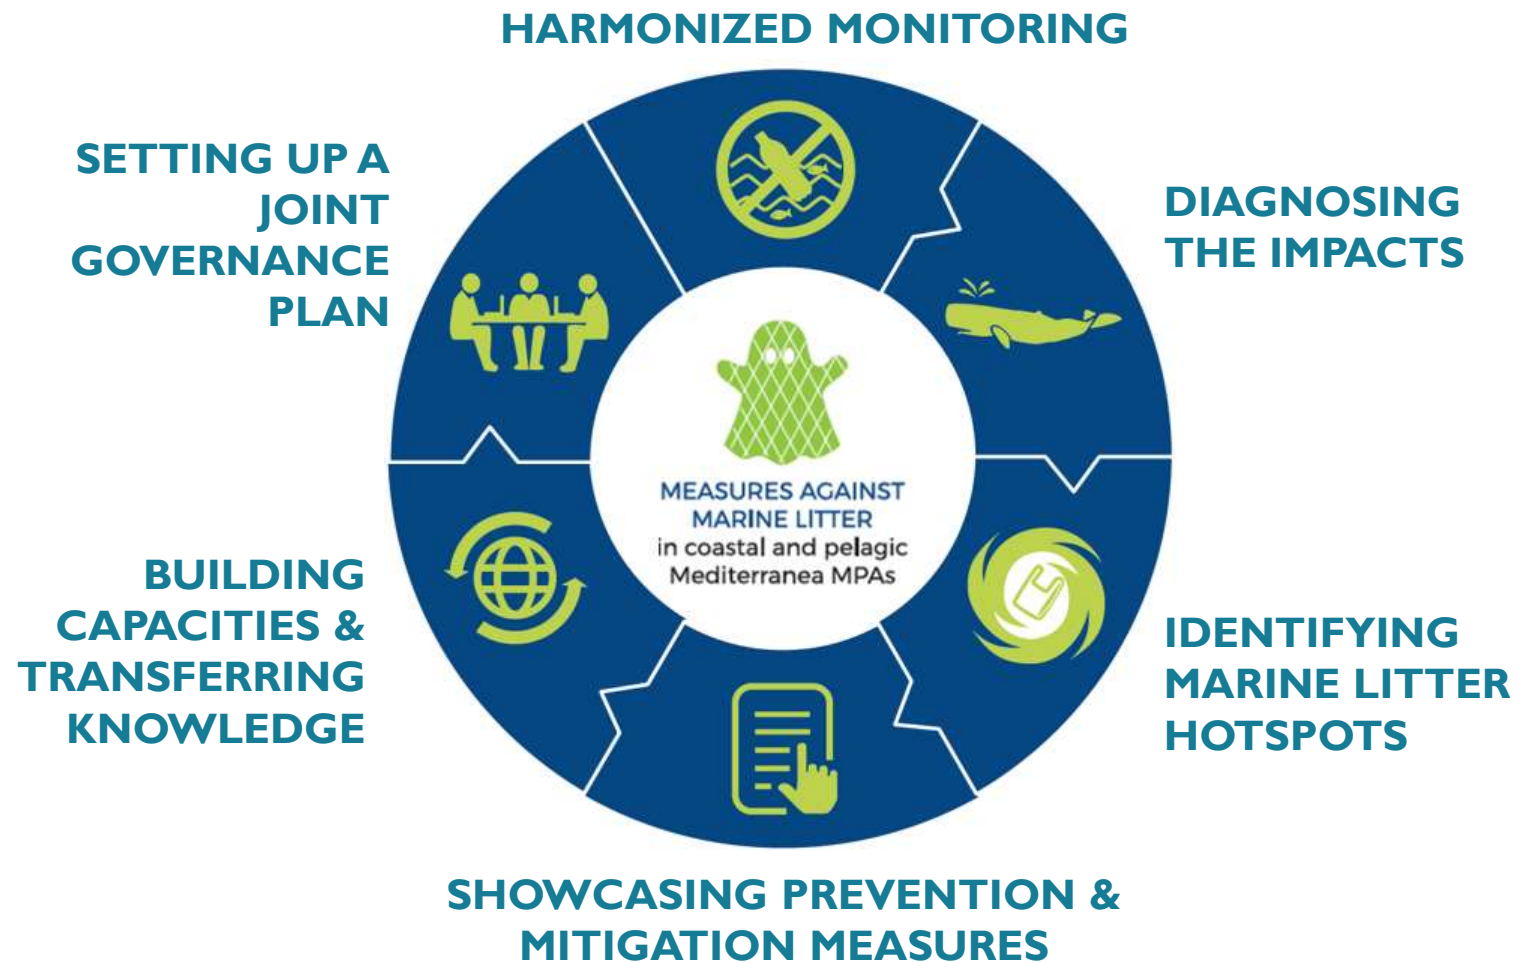 HARMONIZED MONITORING
SETTING UP A
JOINT
GOVERNANCE
PLAN
DIAGNOSING
THE IMPACTS
MEASURES AGAINST
MARINE LITTER
in coastal and pelagic
Mediterranea MPAs
BUILDING
CAPACITIES &
TRANSFERRING
KNOWLEDGE
IDENTIFYING
MARINE LITTER
HOTSPOTS
SHOWCASING PREVENTION &
MITIGATION MEASURES